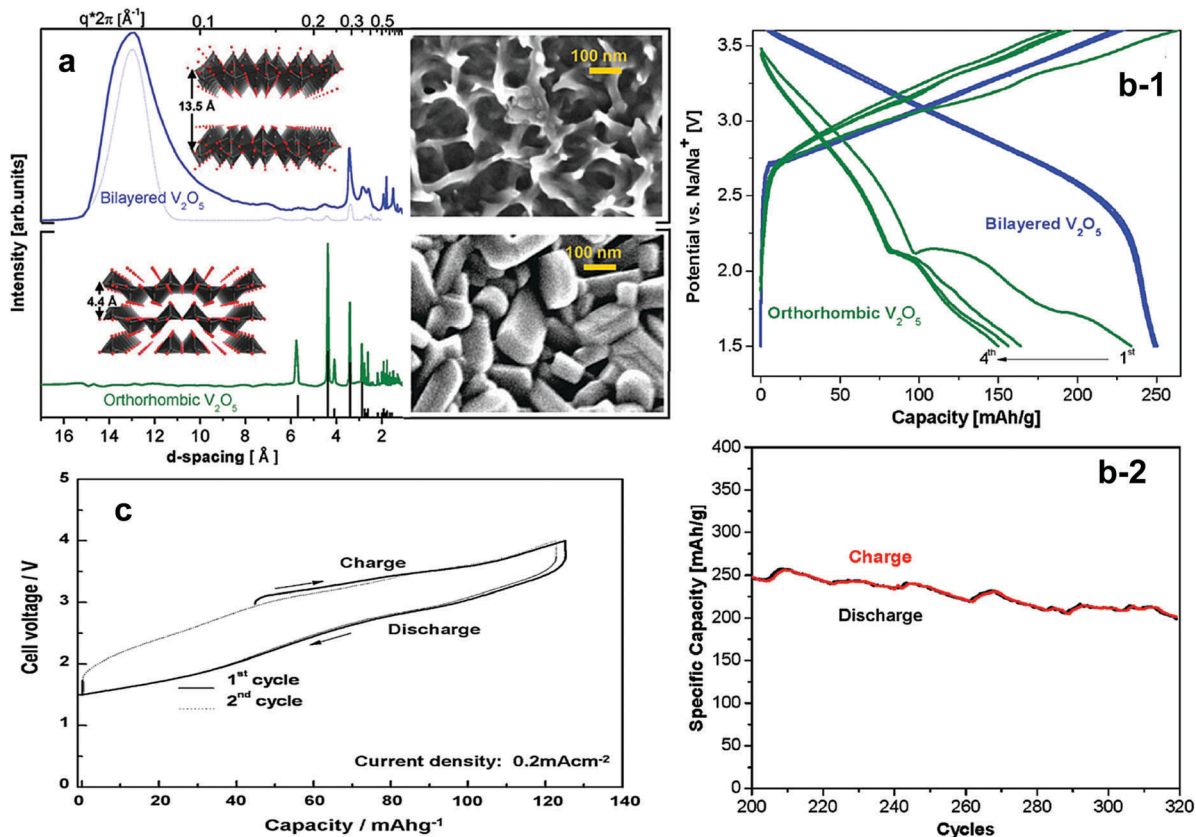 a
q*2π [Å⁻¹]
0.1 0.2 0.3 0.5
13.5 Å
Bilayered V₂O₅
100 nm
Intensity [arb.units]
4.4 Å
Orthorhombic V₂O₅
100 nm
16 14 12 10 8 6 4 2
d-spacing [ Å ]
b-1
3.5
3.0
2.5
2.0
1.5
Potential vs. Na/Na⁺ [V]
Bilayered V₂O₅
Orthorhombic V₂O₅
4ᵗʰ 1ˢᵗ
0 50 100 150 200 250
Capacity [mAh/g]
c
5
4
3
2
1
0
Cell voltage / V
Charge
Discharge
1ˢᵗ cycle
2ⁿᵈ cycle
Current density: 0.2mAcm⁻²
0 20 40 60 80 100 120 140
Capacity / mAhg⁻¹
b-2
400
350
300
250
200
150
100
50
0
Specific Capacity [mAh/g]
Charge
Discharge
200 220 240 260 280 300 320
Cycles